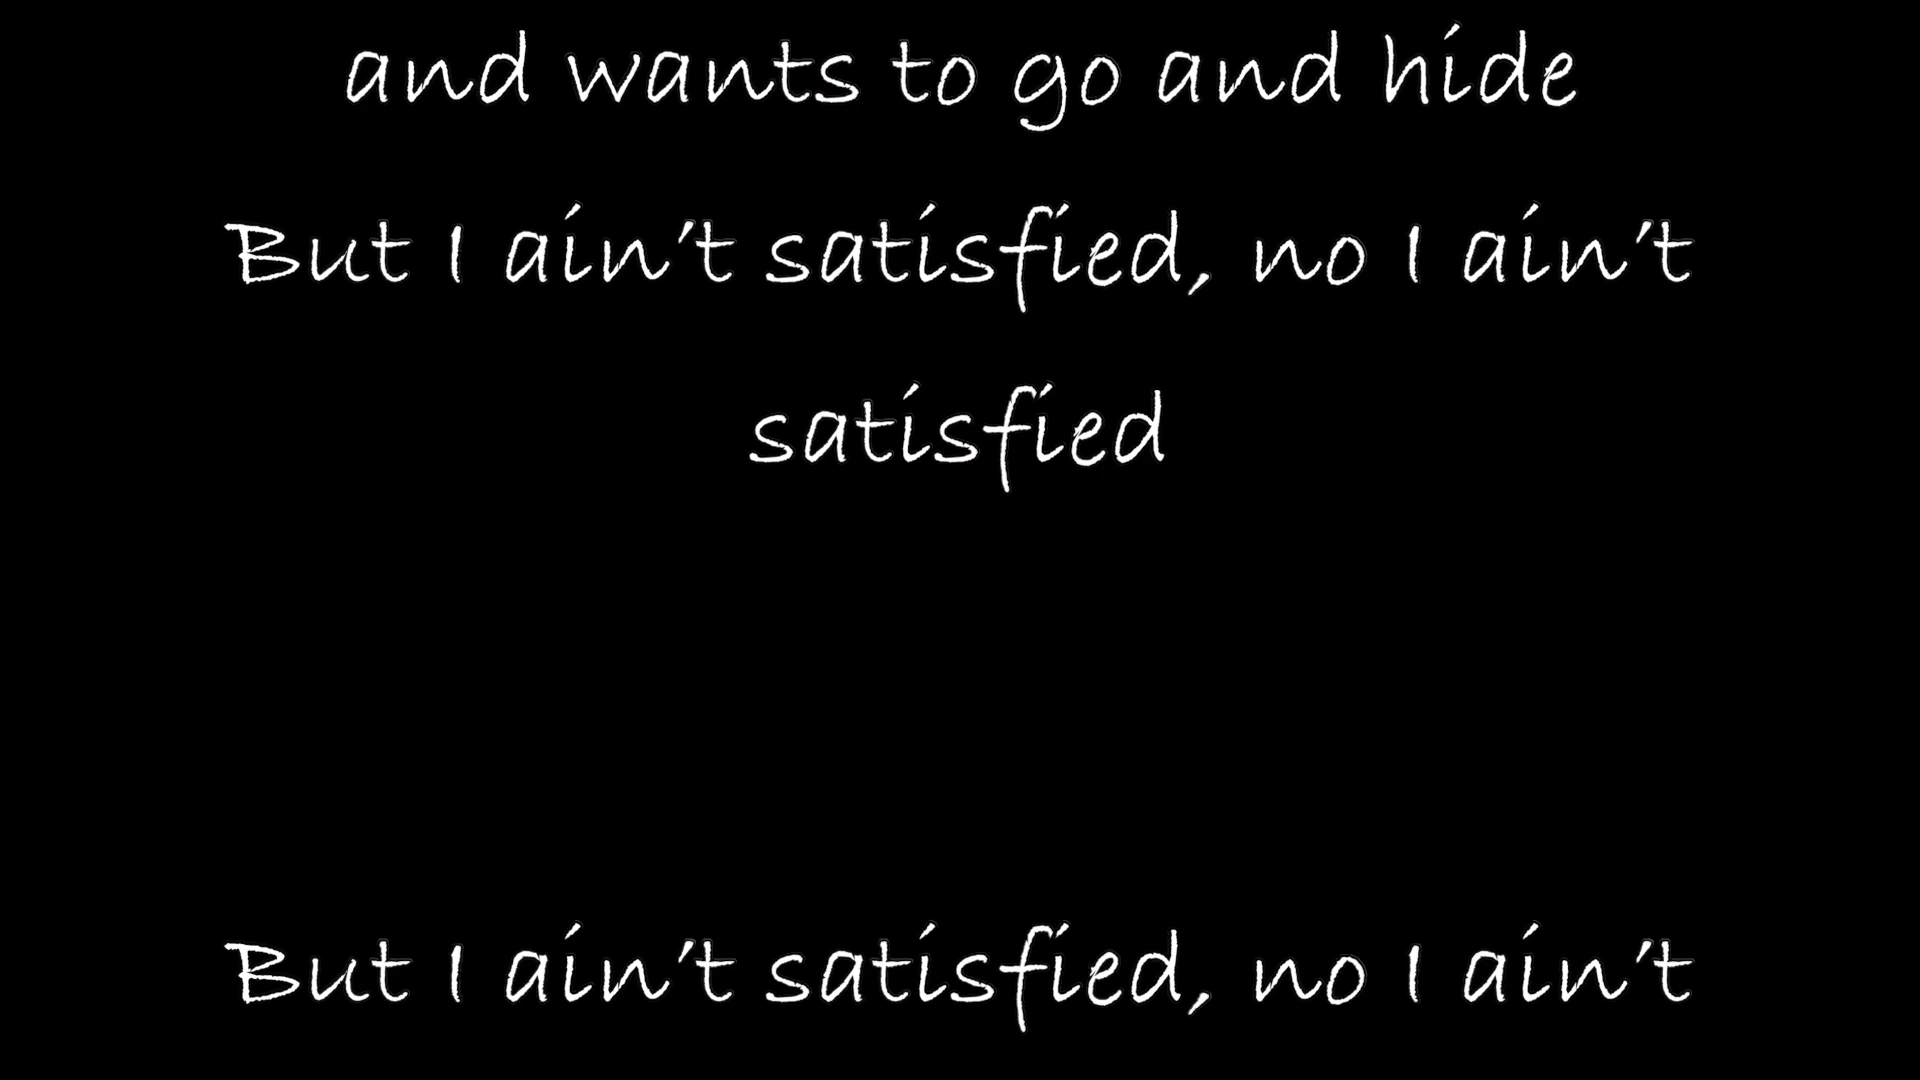 and wants to go and hide
But I ain't satisfied, no I ain't
satisfied
But I ain't satisfied, no I ain't